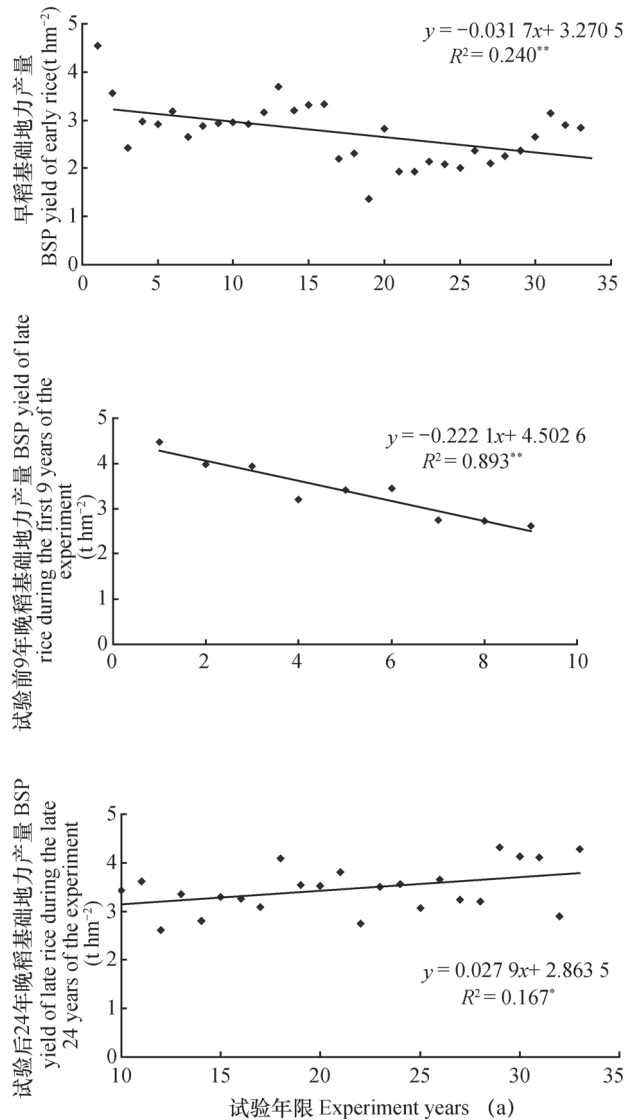 早稻基础地力产量
BSP yield of early rice(t hm⁻²)
5
4
3
2
1
0
y = −0.031 7x+ 3.270 5
R² = 0.240**
0 5 10 15 20 25 30 35
试验前9年晚稻基础地力产量 BSP yield of late
rice during the first 9 years of the
experiment
(t hm⁻²)
5
4
3
2
1
0
y = −0.222 1x+ 4.502 6
R² = 0.893**
0 2 4 6 8 10
试验后24年晚稻基础地力产量 BSP
yield of late rice during the late
24 years of the experiment
(t hm⁻²)
5
4
3
2
1
0
y = 0.027 9x+ 2.863 5
R² = 0.167*
10 15 20 25 30 35
试验年限 Experiment years (a)